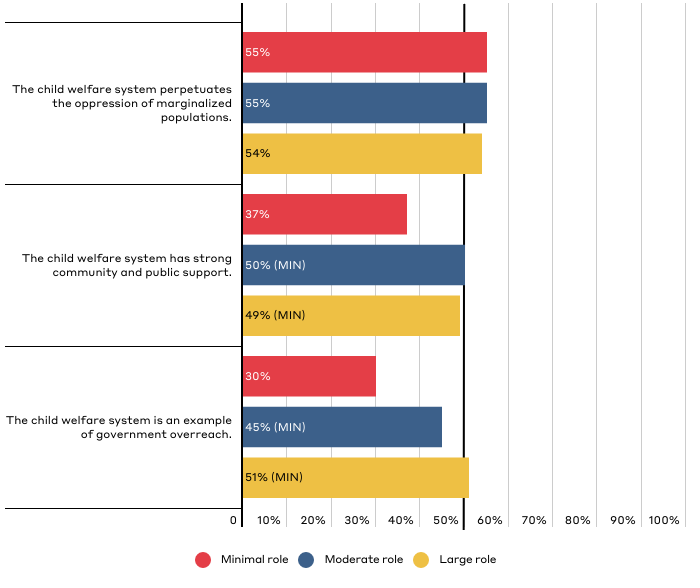 55%
The child welfare system perpetuates
the oppression of marginalized
populations.
55%
54%
37%
The child welfare system has strong
community and public support.
50% (MIN)
49% (MIN)
30%
The child welfare system is an example
of government overreach.
45% (MIN)
51% (MIN)
0 10% 20% 30% 40% 50% 60% 70% 80% 90% 100%
Minimal role Moderate role Large role